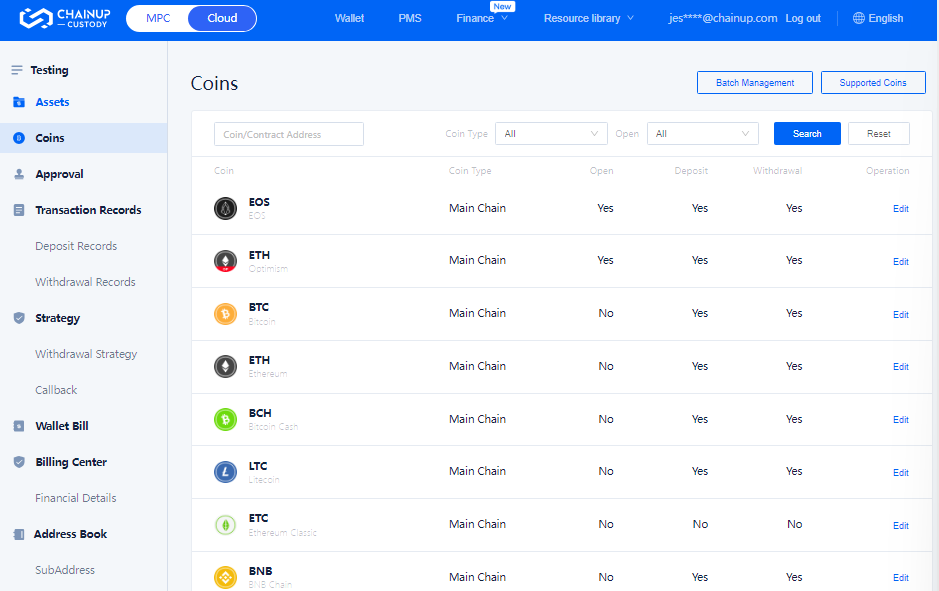 CHAINUP
CUSTODY
MPC Cloud
Wallet PMS Finance New Resource library jes****@chainup.com Log out English
Testing
Assets
Coins
Approval
Transaction Records
Deposit Records
Withdrawal Records
Strategy
Withdrawal Strategy
Callback
Wallet Bill
Billing Center
Financial Details
Address Book
SubAddress
Coins
Batch Management Supported Coins
Coin/Contract Address Coin Type All Open All Search Reset
Coin Coin Type Open Deposit Withdrawal Operation
EOS
EOS
Main Chain Yes Yes Yes Edit
ETH
Optimism
Main Chain Yes Yes Yes Edit
BTC
Bitcoin
Main Chain No Yes Yes Edit
ETH
Ethereum
Main Chain No Yes Yes Edit
BCH
Bitcoin Cash
Main Chain No Yes Yes Edit
LTC
Litecoin
Main Chain No Yes Yes Edit
ETC
Ethereum Classic
Main Chain No No No Edit
BNB
BNB Chain
Main Chain No Yes Yes Edit